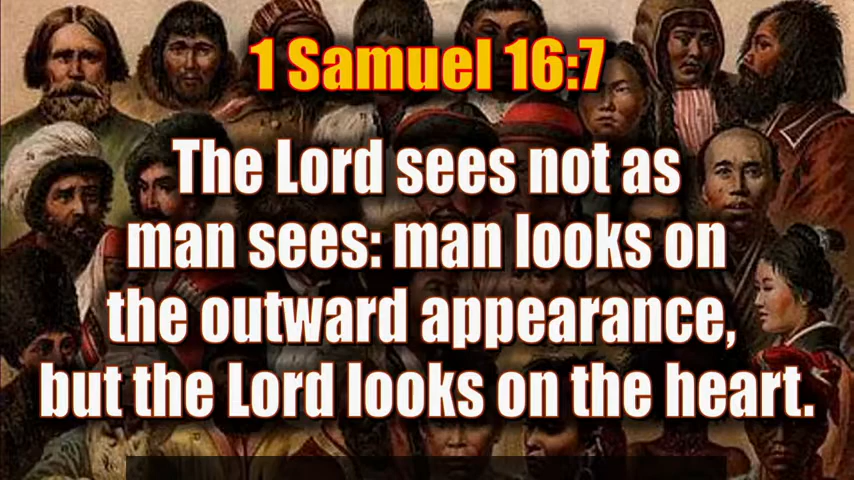 1 Samuel 16:7
The Lord sees not as
man sees: man looks on
the outward appearance,
but the Lord looks on the heart.